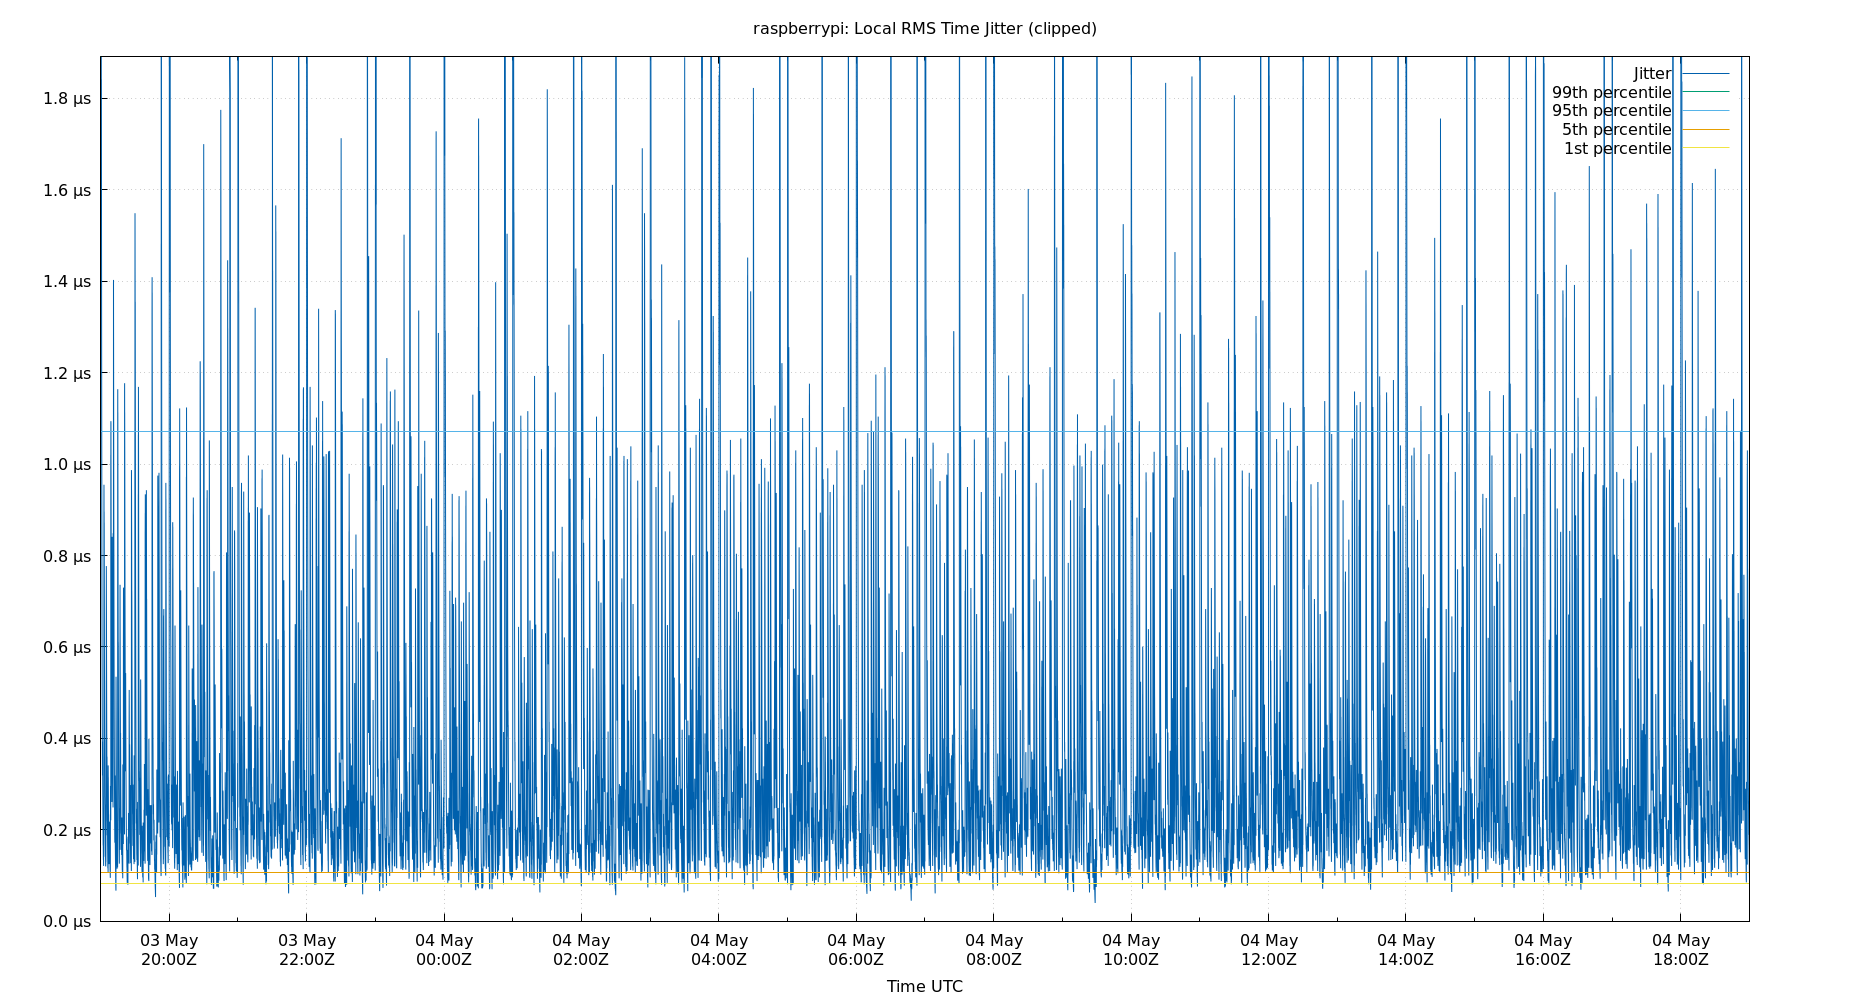 raspberrypi: Local RMS Time Jitter (clipped)
Jitter
99th percentile
95th percentile
5th percentile
1st percentile
1.8 µs
1.6 µs
1.4 µs
1.2 µs
1.0 µs
0.8 µs
0.6 µs
0.4 µs
0.2 µs
0.0 µs
03 May 03 May 04 May 04 May 04 May 04 May 04 May 04 May 04 May 04 May 04 May 04 May
20:00Z 22:00Z 00:00Z 02:00Z 04:00Z 06:00Z 08:00Z 10:00Z 12:00Z 14:00Z 16:00Z 18:00Z
Time UTC